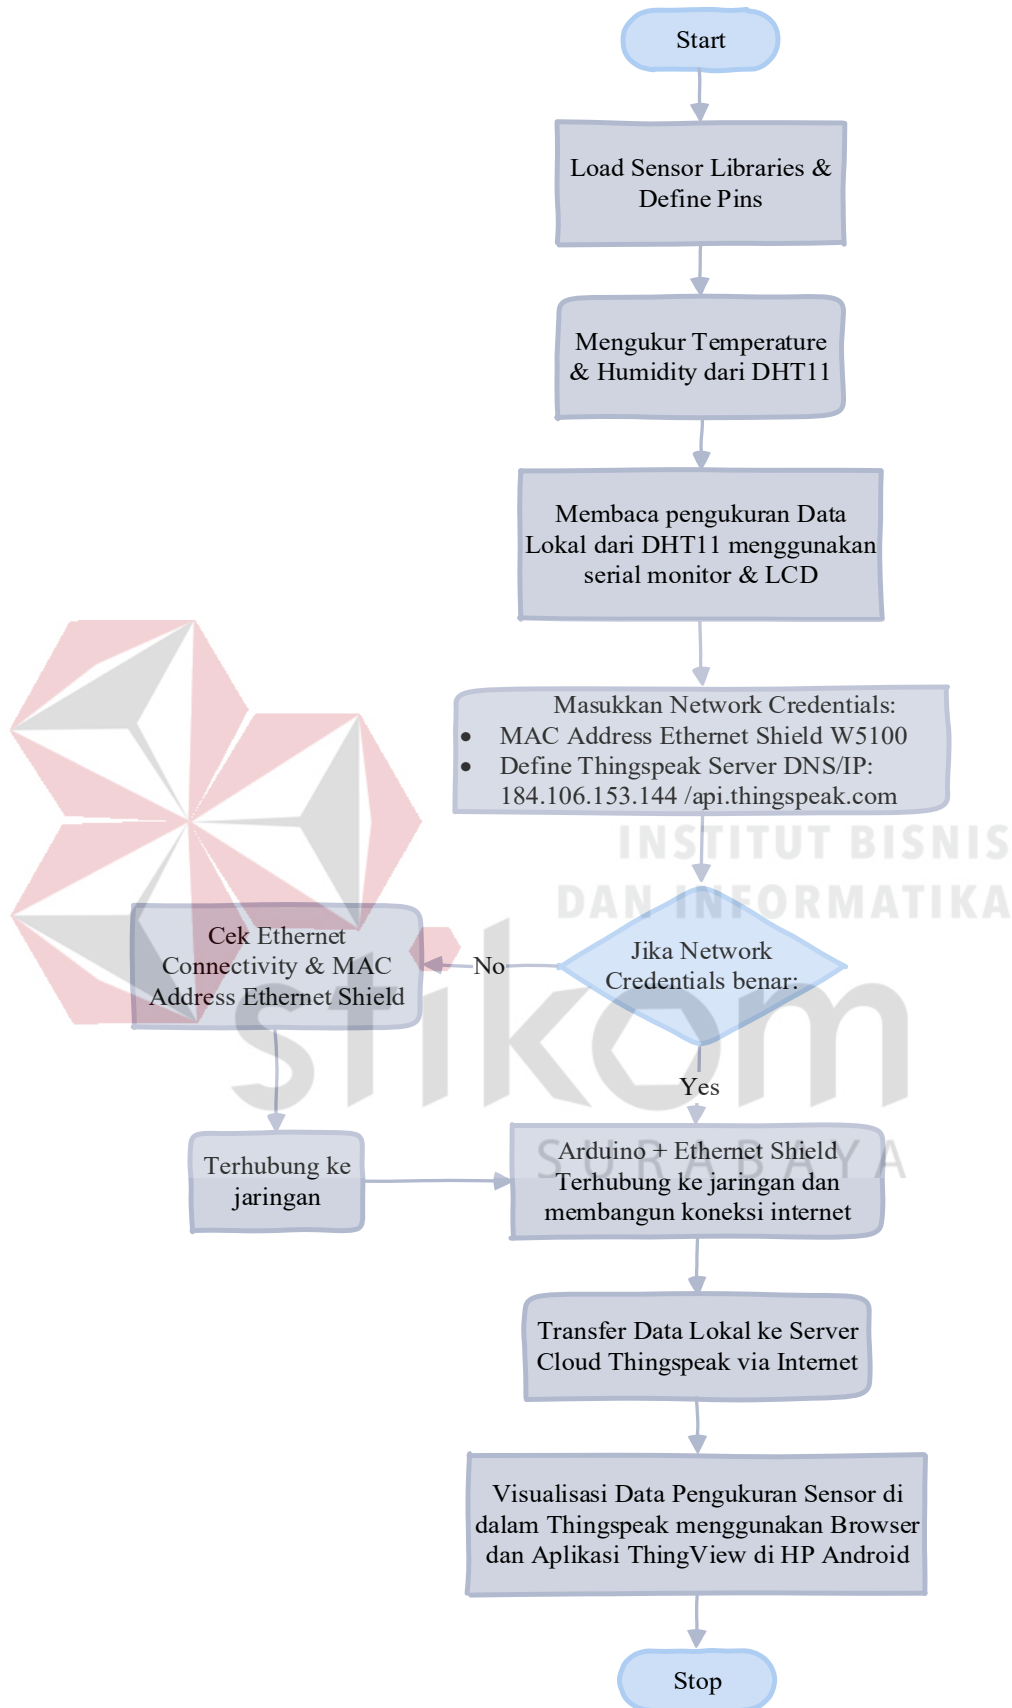 Start
Load Sensor Libraries &
Define Pins
Mengukur Temperature
& Humidity dari DHT11
Membaca pengukuran Data
Lokal dari DHT11 menggunakan
serial monitor & LCD
Masukkan Network Credentials:
• MAC Address Ethernet Shield W5100
• Define Thingspeak Server DNS/IP:
184.106.153.144 /api.thingspeak.com
INSTITUT BISNIS
DAN INFORMATIKA
Jika Network
Credentials benar:
No
Cek Ethernet
Connectivity & MAC
Address Ethernet Shield
stikom
SURABAYA
Yes
Terhubung ke
jaringan
Arduino + Ethernet Shield
Terhubung ke jaringan dan
membangun koneksi internet
Transfer Data Lokal ke Server
Cloud Thingspeak via Internet
Visualisasi Data Pengukuran Sensor di
dalam Thingspeak menggunakan Browser
dan Aplikasi ThingView di HP Android
Stop